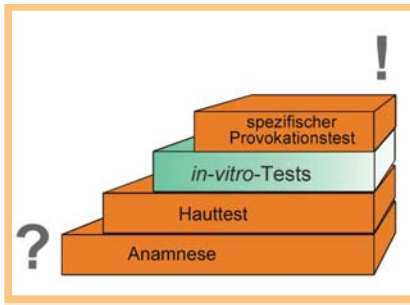 !
spezifischer
Provokationstest
in-vitro-Tests
Hauttest
?
Anamnese